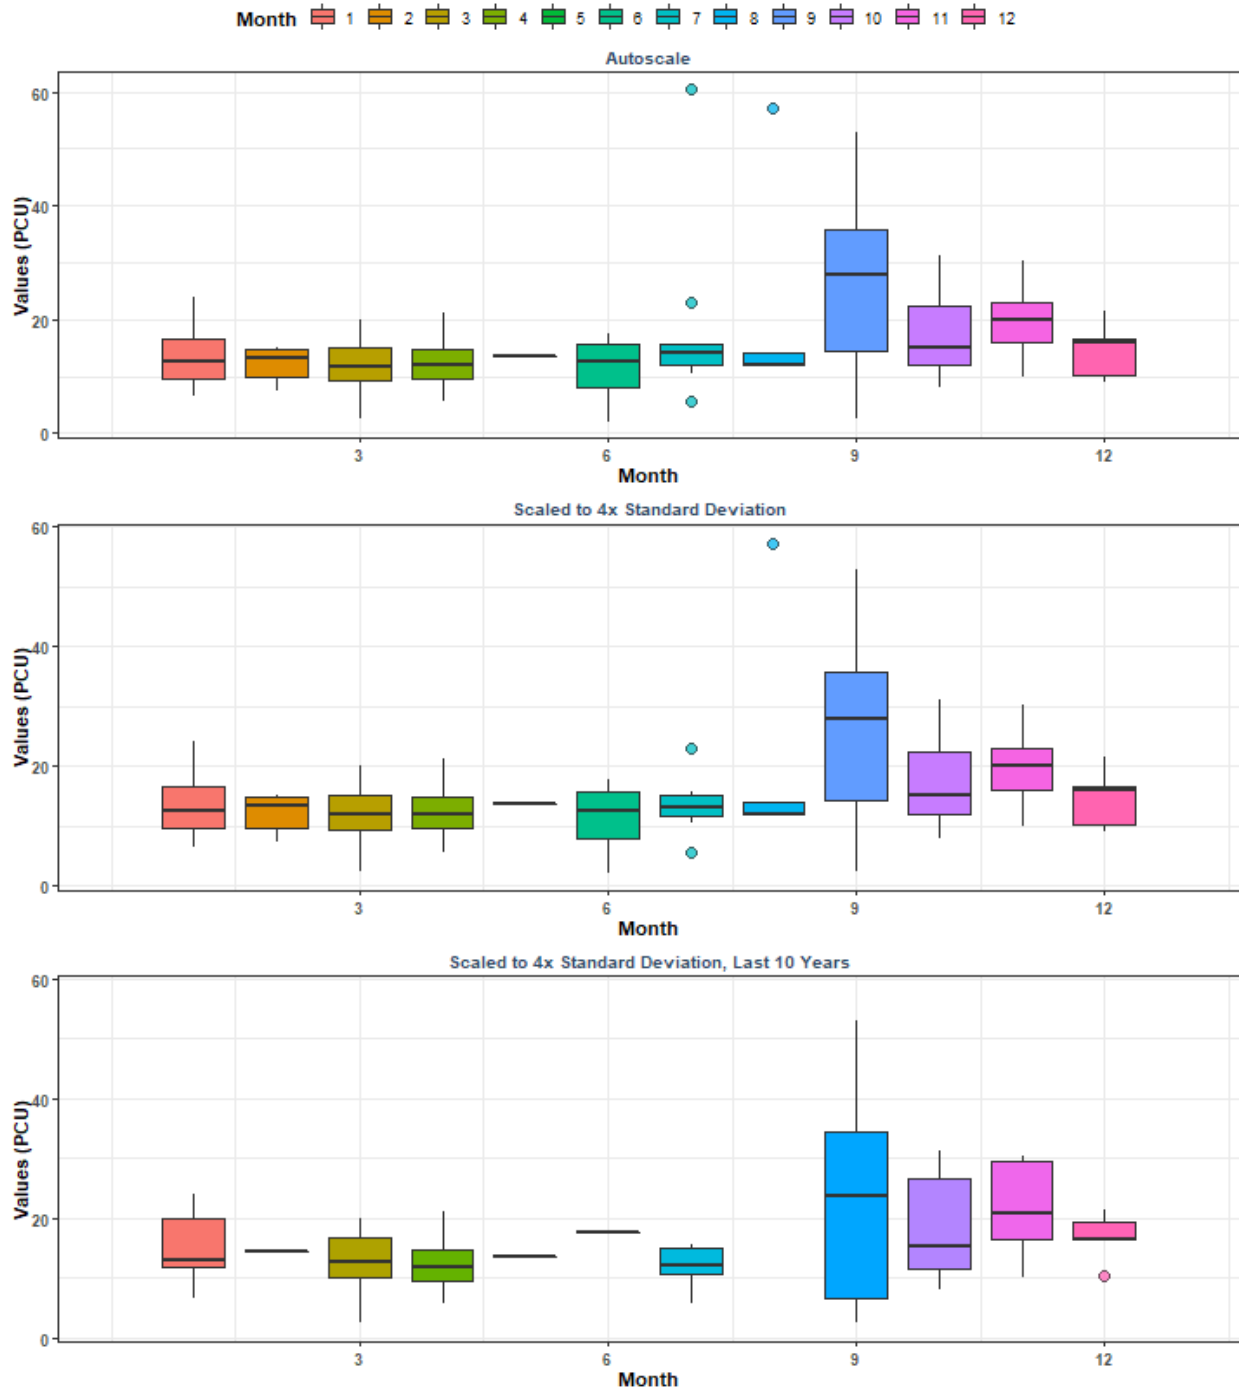 Month 1 2 3 4 5 6 7 8 9 10 11 12
Autoscale
60
40
20
0
Values (PCU)
3 6 9 12
Month
Scaled to 4x Standard Deviation
60
40
20
0
Values (PCU)
3 6 9 12
Month
Scaled to 4x Standard Deviation, Last 10 Years
60
40
20
0
Values (PCU)
3 6 9 12
Month